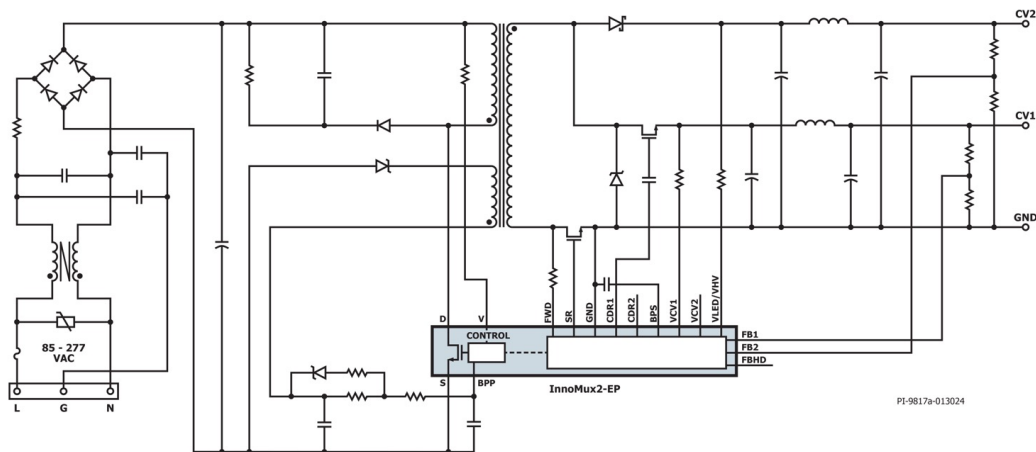 CV2
CV1
GND
D
V
CONTROL
S
BPP
FWD
SR
GND
CDR1
CDR2
BPS
VCV1
VCV2
VLED/VHV
FB1
FB2
FBHD
InnoMux2-EP
85 - 277
VAC
L
G
N
PI-9817a-013024